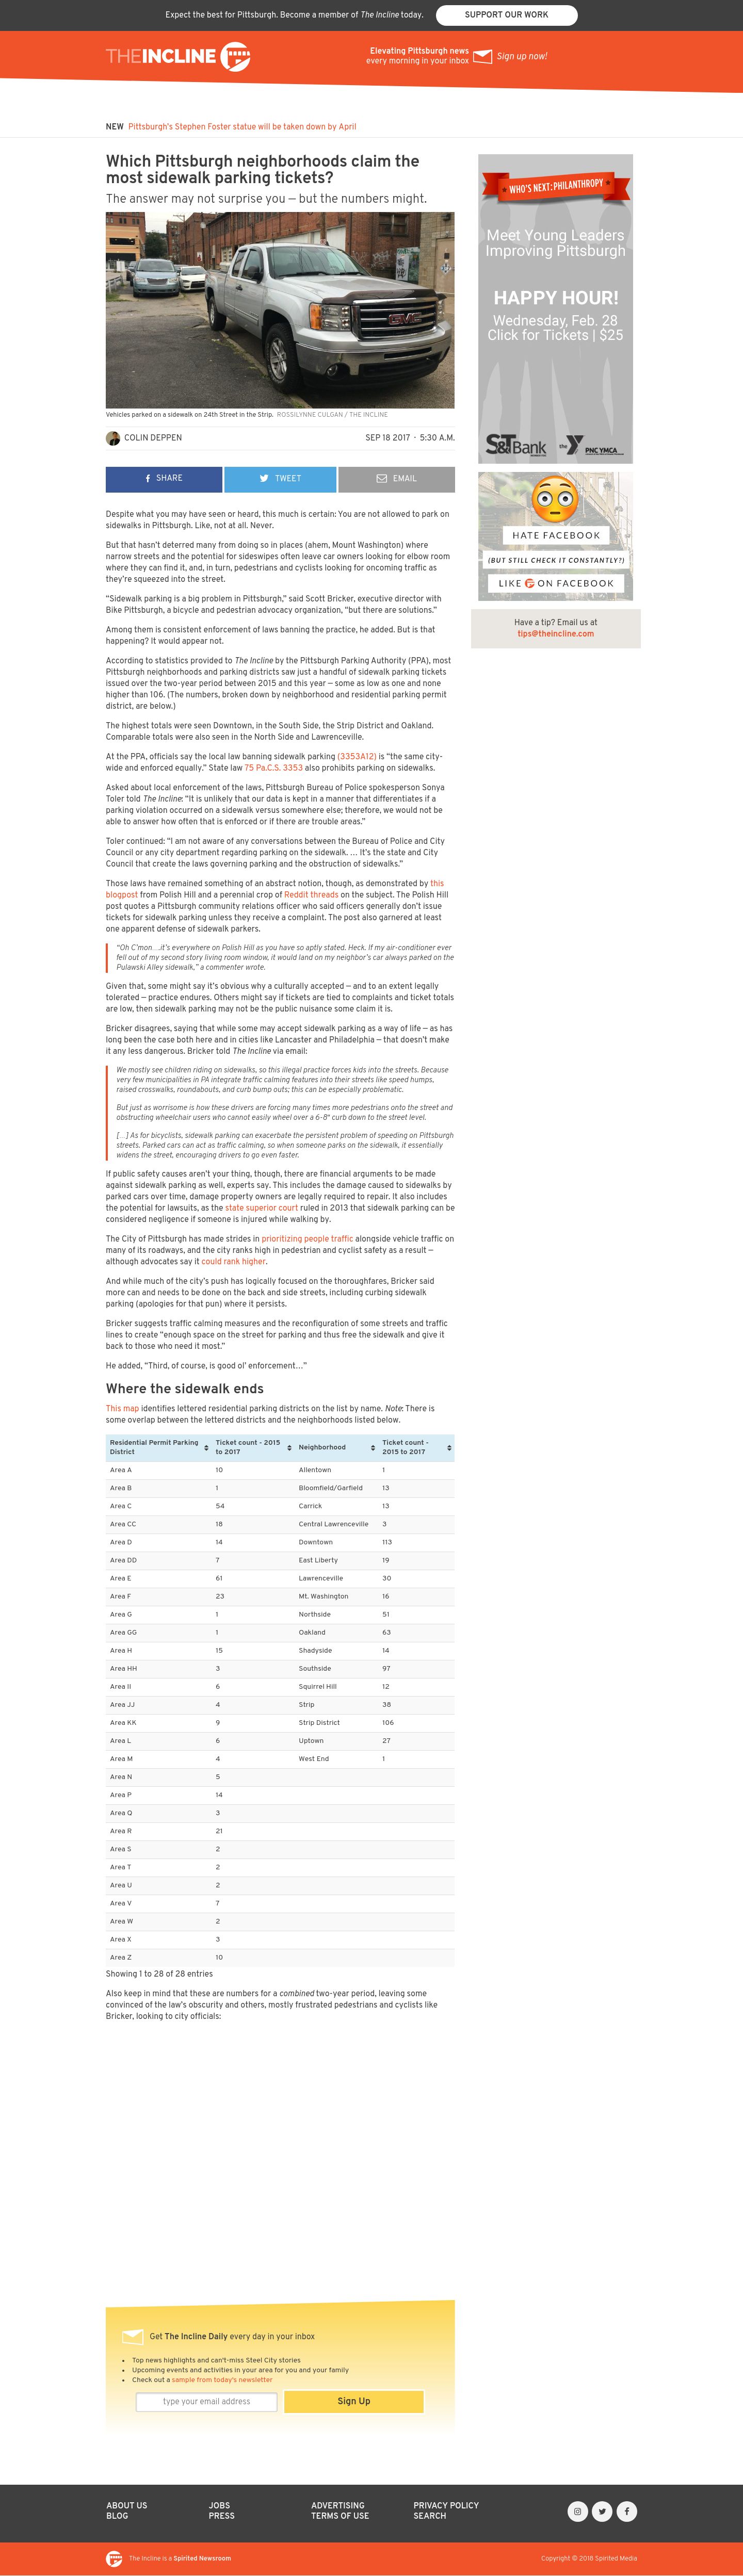 Expect the best for Pittsburgh. Become a member of The Incline today.
SUPPORT OUR WORK
THEINCLINE
Elevating Pittsburgh news
every morning in your inbox
Sign up now!
NEW Pittsburgh's Stephen Foster statue will be taken down by April
Which Pittsburgh neighborhoods claim the
most sidewalk parking tickets?
The answer may not surprise you — but the numbers might.
GMC
Vehicles parked on a sidewalk on 24th Street in the Strip. ROSSILYNNE CULGAN / THE INCLINE
COLIN DEPPEN
SEP 18 2017 · 5:30 A.M.
SHARE
TWEET
EMAIL
Despite what you may have seen or heard, this much is certain: You are not allowed to park on
sidewalks in Pittsburgh. Like, not at all. Never.
But that hasn't deterred many from doing so in places (ahem, Mount Washington) where
narrow streets and the potential for sideswipes often leave car owners looking for elbow room
where they can find it, and, in turn, pedestrians and cyclists looking for oncoming traffic as
they're squeezed into the street.
“Sidewalk parking is a big problem in Pittsburgh,” said Scott Bricker, executive director with
Bike Pittsburgh, a bicycle and pedestrian advocacy organization, “but there are solutions.”
Among them is consistent enforcement of laws banning the practice, he added. But is that
happening? It would appear not.
According to statistics provided to The Incline by the Pittsburgh Parking Authority (PPA), most
Pittsburgh neighborhoods and parking districts saw just a handful of sidewalk parking tickets
issued over the two-year period between 2015 and this year — some as low as one and none
higher than 106. (The numbers, broken down by neighborhood and residential parking permit
district, are below.)
The highest totals were seen Downtown, in the South Side, the Strip District and Oakland.
Comparable totals were also seen in the North Side and Lawrenceville.
At the PPA, officials say the local law banning sidewalk parking (3353A12) is “the same city-
wide and enforced equally.” State law 75 Pa.C.S. 3353 also prohibits parking on sidewalks.
Asked about local enforcement of the laws, Pittsburgh Bureau of Police spokesperson Sonya
Toler told The Incline: “It is unlikely that our data is kept in a manner that differentiates if a
parking violation occurred on a sidewalk versus somewhere else; therefore, we would not be
able to answer how often that is enforced or if there are trouble areas.”
Toler continued: “I am not aware of any conversations between the Bureau of Police and City
Council or any city department regarding parking on the sidewalk. … It's the state and City
Council that create the laws governing parking and the obstruction of sidewalks.”
Those laws have remained something of an abstract notion, though, as demonstrated by this
blogpost from Polish Hill and a perennial crop of Reddit threads on the subject. The Polish Hill
post quotes a Pittsburgh community relations officer who said officers generally don't issue
tickets for sidewalk parking unless they receive a complaint. The post also garnered at least
one apparent defense of sidewalk parkers.
“Oh C'mon….it's everywhere on Polish Hill as you have so aptly stated. Heck. If my air-conditioner ever
fell out of my second story living room window, it would land on my neighbor's car always parked on the
Pulawski Alley sidewalk,” a commenter wrote.
Given that, some might say it's obvious why a culturally accepted — and to an extent legally
tolerated — practice endures. Others might say if tickets are tied to complaints and ticket totals
are low, then sidewalk parking may not be the public nuisance some claim it is.
Bricker disagrees, saying that while some may accept sidewalk parking as a way of life — as has
long been the case both here and in cities like Lancaster and Philadelphia — that doesn't make
it any less dangerous. Bricker told The Incline via email:
We mostly see children riding on sidewalks, so this illegal practice forces kids into the streets. Because
very few municipalities in PA integrate traffic calming features into their streets like speed humps,
raised crosswalks, roundabouts, and curb bump outs; this can be especially problematic.
But just as worrisome is how these drivers are forcing many times more pedestrians onto the street and
obstructing wheelchair users who cannot easily wheel over a 6-8" curb down to the street level.
[…] As for bicyclists, sidewalk parking can exacerbate the persistent problem of speeding on Pittsburgh
streets. Parked cars can act as traffic calming, so when someone parks on the sidewalk, it essentially
widens the street, encouraging drivers to go even faster.
If public safety causes aren't your thing, though, there are financial arguments to be made
against sidewalk parking as well, experts say. This includes the damage caused to sidewalks by
parked cars over time, damage property owners are legally required to repair. It also includes
the potential for lawsuits, as the state superior court ruled in 2013 that sidewalk parking can be
considered negligence if someone is injured while walking by.
The City of Pittsburgh has made strides in prioritizing people traffic alongside vehicle traffic on
many of its roadways, and the city ranks high in pedestrian and cyclist safety as a result —
although advocates say it could rank higher.
And while much of the city's push has logically focused on the thoroughfares, Bricker said
more can and needs to be done on the back and side streets, including curbing sidewalk
parking (apologies for that pun) where it persists.
Bricker suggests traffic calming measures and the reconfiguration of some streets and traffic
lines to create “enough space on the street for parking and thus free the sidewalk and give it
back to those who need it most.”
He added, “Third, of course, is good ol' enforcement…”
Where the sidewalk ends
This map identifies lettered residential parking districts on the list by name. Note: There is
some overlap between the lettered districts and the neighborhoods listed below.
Residential Permit Parking District | Ticket count - 2015 to 2017 | Neighborhood | Ticket count - 2015 to 2017
Area A 10 Allentown 1
Area B 1 Bloomfield/Garfield 13
Area C 54 Carrick 13
Area CC 18 Central Lawrenceville 3
Area D 14 Downtown 113
Area DD 7 East Liberty 19
Area E 61 Lawrenceville 30
Area F 23 Mt. Washington 16
Area G 1 Northside 51
Area GG 1 Oakland 63
Area H 15 Shadyside 14
Area HH 3 Southside 97
Area II 6 Squirrel Hill 12
Area JJ 4 Strip 38
Area KK 9 Strip District 106
Area L 6 Uptown 27
Area M 4 West End 1
Area N 5
Area P 14
Area Q 3
Area R 21
Area S 2
Area T 2
Area U 2
Area V 7
Area W 2
Area X 3
Area Z 10
Showing 1 to 28 of 28 entries
Also keep in mind that these are numbers for a combined two-year period, leaving some
convinced of the law's obscurity and others, mostly frustrated pedestrians and cyclists like
Bricker, looking to city officials:
WHO'S NEXT: PHILANTHROPY
Meet Young Leaders
Improving Pittsburgh
HAPPY HOUR!
Wednesday, Feb. 28
Click for Tickets | $25
S&T Bank
the Y PNC YMCA
HATE FACEBOOK
(BUT STILL CHECK IT CONSTANTLY?)
LIKE ON FACEBOOK
Have a tip? Email us at
tips@theincline.com
Get The Incline Daily every day in your inbox
Top news highlights and can't-miss Steel City stories
Upcoming events and activities in your area for you and your family
Check out a sample from today's newsletter
type your email address
Sign Up
ABOUT US
BLOG
JOBS
PRESS
ADVERTISING
TERMS OF USE
PRIVACY POLICY
SEARCH
The Incline is a Spirited Newsroom
Copyright © 2018 Spirited Media